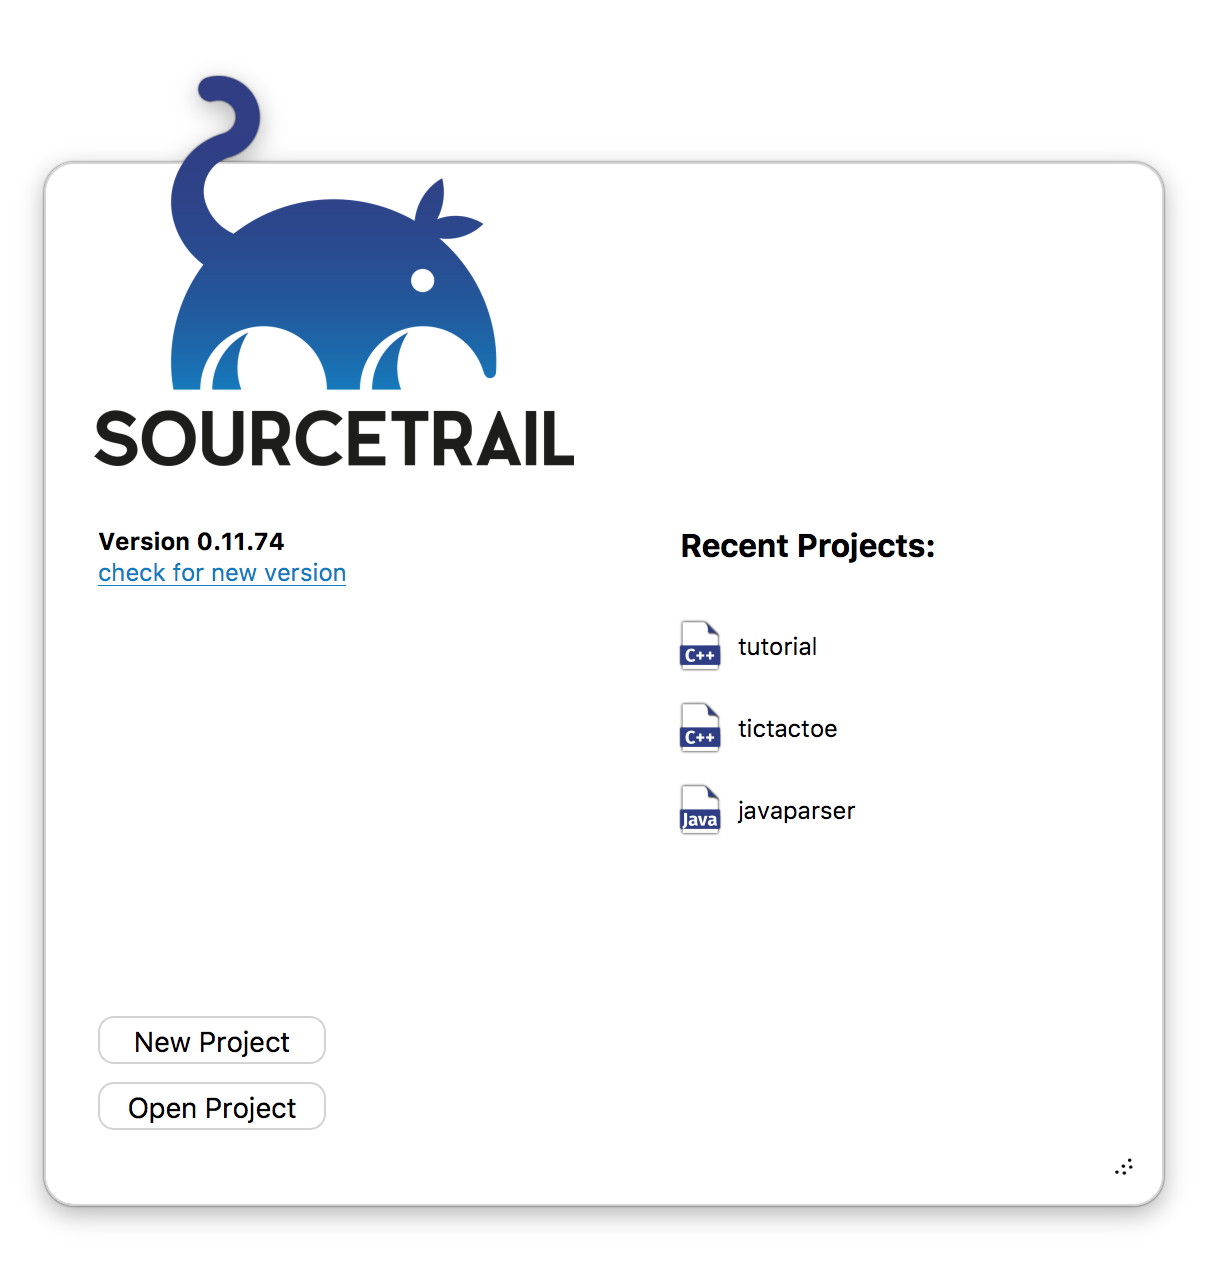 SOURCETRAIL
Version 0.11.74
check for new version
Recent Projects:
C++ tutorial
C++ tictactoe
Java javaparser
New Project
Open Project